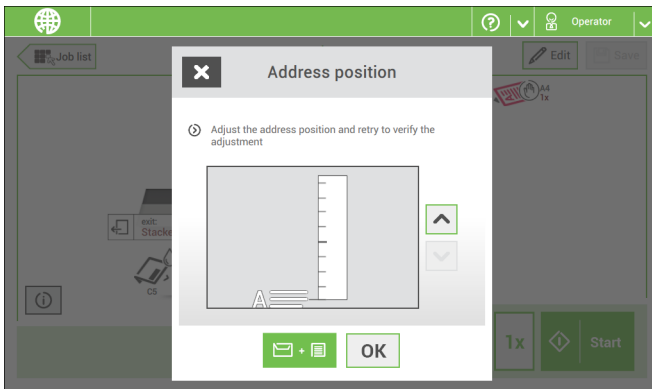 Operator
Job list
Edit
Save
Address position
A4
1x
Adjust the address position and retry to verify the
adjustment
exit:
Stacke
A
C5
OK
1x
Start